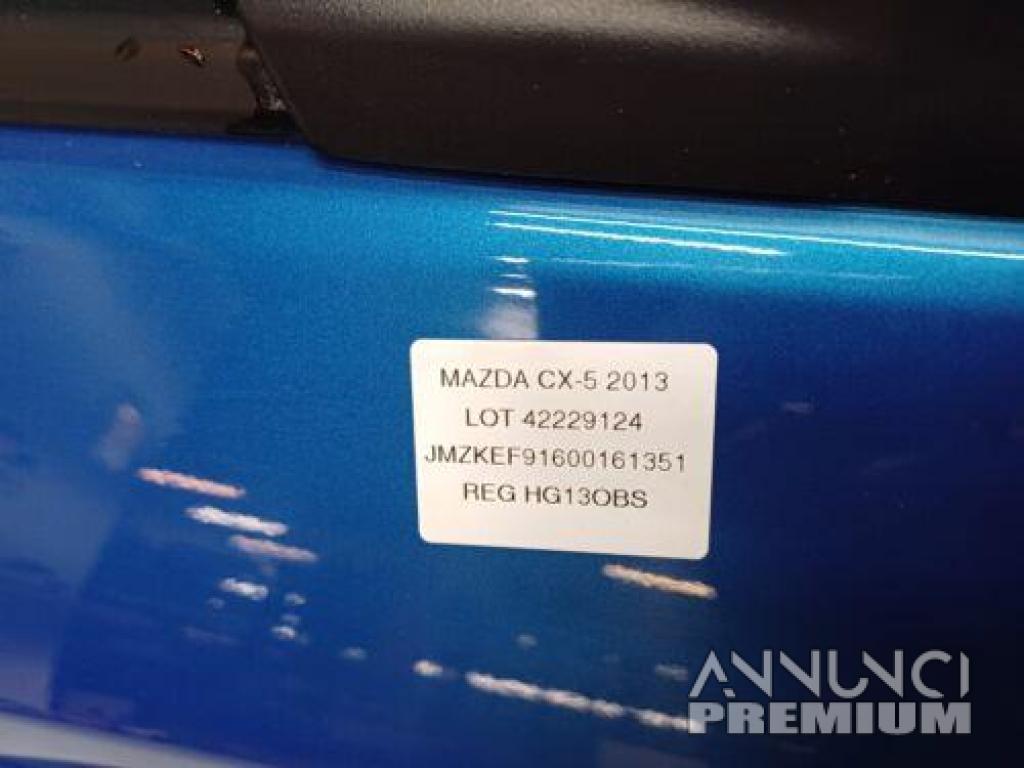 MAZDA CX-5 2013
LOT 42229124
JMZKEF91600161351
REG HG13OBS
ANNUNCI
PREMIUM